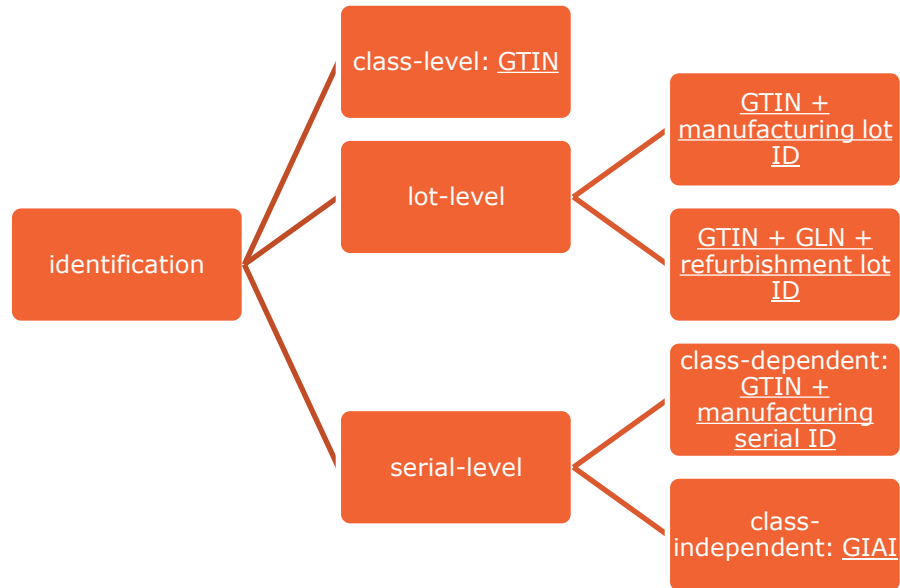 identification
class-level: GTIN
lot-level
GTIN +
manufacturing lot
ID
GTIN + GLN +
refurbishment lot
ID
serial-level
class-dependent:
GTIN +
manufacturing
serial ID
class-
independent: GIAI